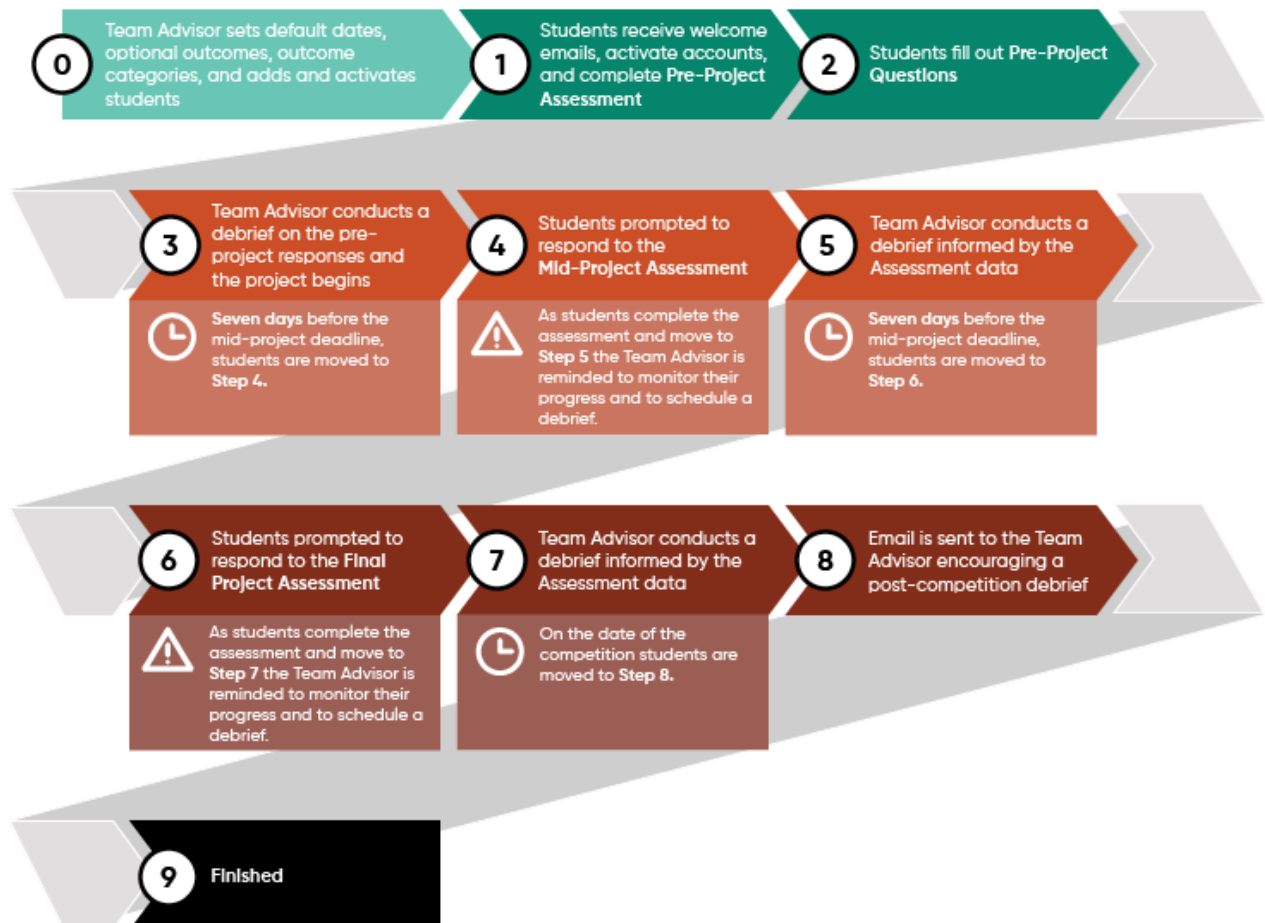 0
Team Advisor sets default dates,
optional outcomes, outcome
categories, and adds and activates
students
1
Students receive welcome
emails, activate accounts,
and complete Pre-Project
Assessment
2
Students fill out Pre-Project
Questions
3
Team Advisor conducts a
debrief on the pre-
project responses and
the project begins
Seven days before the
mid-project deadline,
students are moved to
Step 4.
4
Students prompted to
respond to the
Mid-Project Assessment
As students complete the
assessment and move to
Step 5 the Team Advisor is
reminded to monitor their
progress and to schedule a
debrief.
5
Team Advisor conducts a
debrief informed by the
Assessment data
Seven days before the
mid-project deadline,
students are moved to
Step 6.
6
Students prompted to
respond to the Final
Project Assessment
As students complete the
assessment and move to
Step 7 the Team Advisor is
reminded to monitor their
progress and to schedule a
debrief.
7
Team Advisor conducts a
debrief informed by the
Assessment data
On the date of the
competition students are
moved to Step 8.
8
Email is sent to the Team
Advisor encouraging a
post-competition debrief
9
Finished